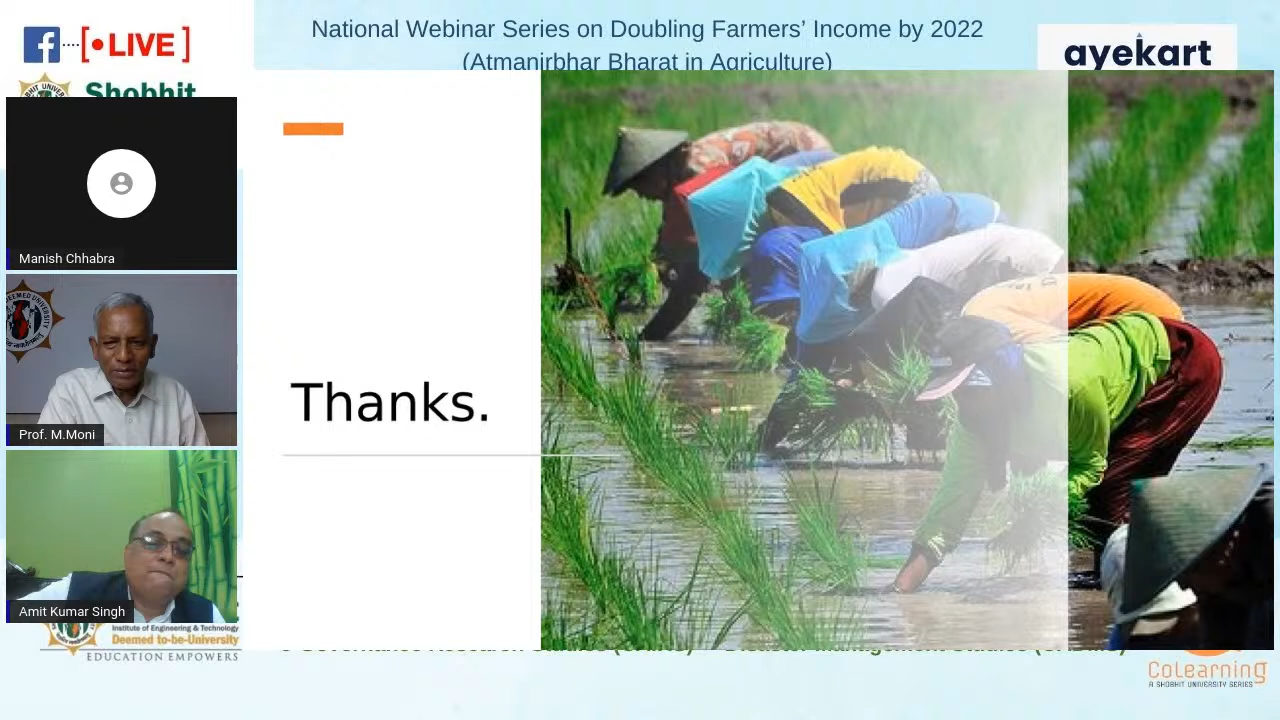 National Webinar Series on Doubling Farmers’ Income by 2022
(Atmanirbhar Bharat in Agriculture)
LIVE
ayekart
Shobhit
Manish Chhabra
DEEMED UNIVERSITY
Prof. M.Moni
Thanks.
Amit Kumar Singh
Institute of Engineering & Technology
Deemed to-be-University
EDUCATION EMPOWERS
CoLearning
A SHOBHIT UNIVERSITY SERIES